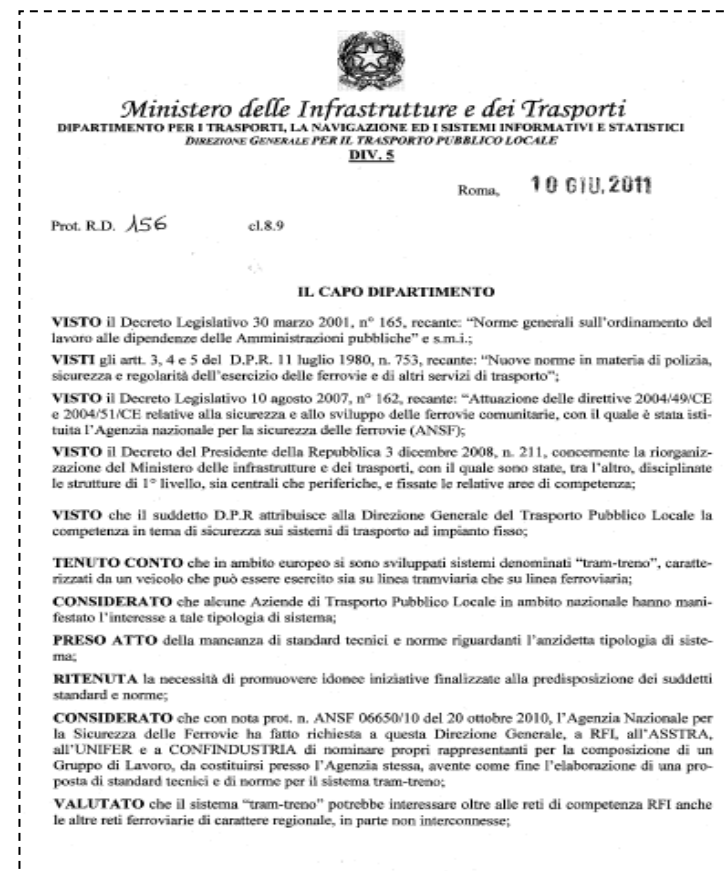 Ministero delle Infrastrutture e dei Trasporti
DIPARTIMENTO PER I TRASPORTI, LA NAVIGAZIONE ED I SISTEMI INFORMATIVI E STATISTICI
DIREZIONE GENERALE PER IL TRASPORTO PUBBLICO LOCALE
DIV. 5
Roma, 10 GIU. 2011
Prot. R.D. 156 cl.8.9
IL CAPO DIPARTIMENTO
VISTO il Decreto Legislativo 30 marzo 2001, n° 165, recante: “Norme generali sull’ordinamento del
lavoro alle dipendenze delle Amministrazioni pubbliche” e s.m.i.;
VISTI gli artt. 3, 4 e 5 del D.P.R. 11 luglio 1980, n. 753, recante: “Nuove norme in materia di polizia,
sicurezza e regolarità dell’esercizio delle ferrovie e di altri servizi di trasporto”;
VISTO il Decreto Legislativo 10 agosto 2007, n° 162, recante: “Attuazione delle direttive 2004/49/CE
e 2004/51/CE relative alla sicurezza e allo sviluppo delle ferrovie comunitarie, con il quale è stata isti-
tuita l’Agenzia nazionale per la sicurezza delle ferrovie (ANSF);
VISTO il Decreto del Presidente della Repubblica 3 dicembre 2008, n. 211, concernente la riorganiz-
zazione del Ministero delle infrastrutture e dei trasporti, con il quale sono state, tra l’altro, disciplinate
le strutture di 1° livello, sia centrali che periferiche, e fissate le relative aree di competenza;
VISTO che il suddetto D.P.R attribuisce alla Direzione Generale del Trasporto Pubblico Locale la
competenza in tema di sicurezza sui sistemi di trasporto ad impianto fisso;
TENUTO CONTO che in ambito europeo si sono sviluppati sistemi denominati “tram-treno”, caratte-
rizzati da un veicolo che può essere esercito sia su linea tramviaria che su linea ferroviaria;
CONSIDERATO che alcune Aziende di Trasporto Pubblico Locale in ambito nazionale hanno mani-
festato l’interesse a tale tipologia di sistema;
PRESO ATTO della mancanza di standard tecnici e norme riguardanti l’anzidetta tipologia di siste-
ma;
RITENUTA la necessità di promuovere idonee iniziative finalizzate alla predisposizione dei suddetti
standard e norme;
CONSIDERATO che con nota prot. n. ANSF 06650/10 del 20 ottobre 2010, l’Agenzia Nazionale per
la Sicurezza delle Ferrovie ha fatto richiesta a questa Direzione Generale, a RFI, all’ASSTRA,
all’UNIFER e a CONFINDUSTRIA di nominare propri rappresentanti per la composizione di un
Gruppo di Lavoro, da costituirsi presso l’Agenzia stessa, avente come fine l’elaborazione di una pro-
posta di standard tecnici e di norme per il sistema tram-treno;
VALUTATO che il sistema “tram-treno” potrebbe interessare oltre alle reti di competenza RFI anche
le altre reti ferroviarie di carattere regionale, in parte non interconnesse;